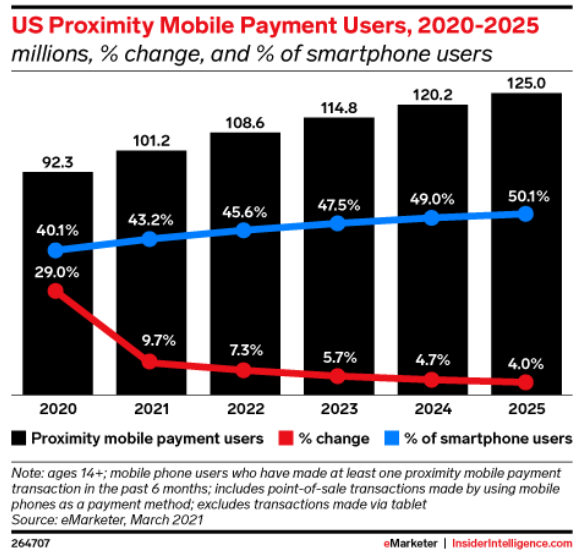 US Proximity Mobile Payment Users, 2020-2025
millions, % change, and % of smartphone users
92.3
101.2
108.6
114.8
120.2
125.0
40.1%
43.2%
45.6%
47.5%
49.0%
50.1%
29.0%
9.7%
7.3%
5.7%
4.7%
4.0%
2020 2021 2022 2023 2024 2025
Proximity mobile payment users % change % of smartphone users
Note: ages 14+; mobile phone users who have made at least one proximity mobile payment
transaction in the past 6 months; includes point-of-sale transactions made by using mobile
phones as a payment method; excludes transactions made via tablet
Source: eMarketer, March 2021
264707 eMarketer | InsiderIntelligence.com